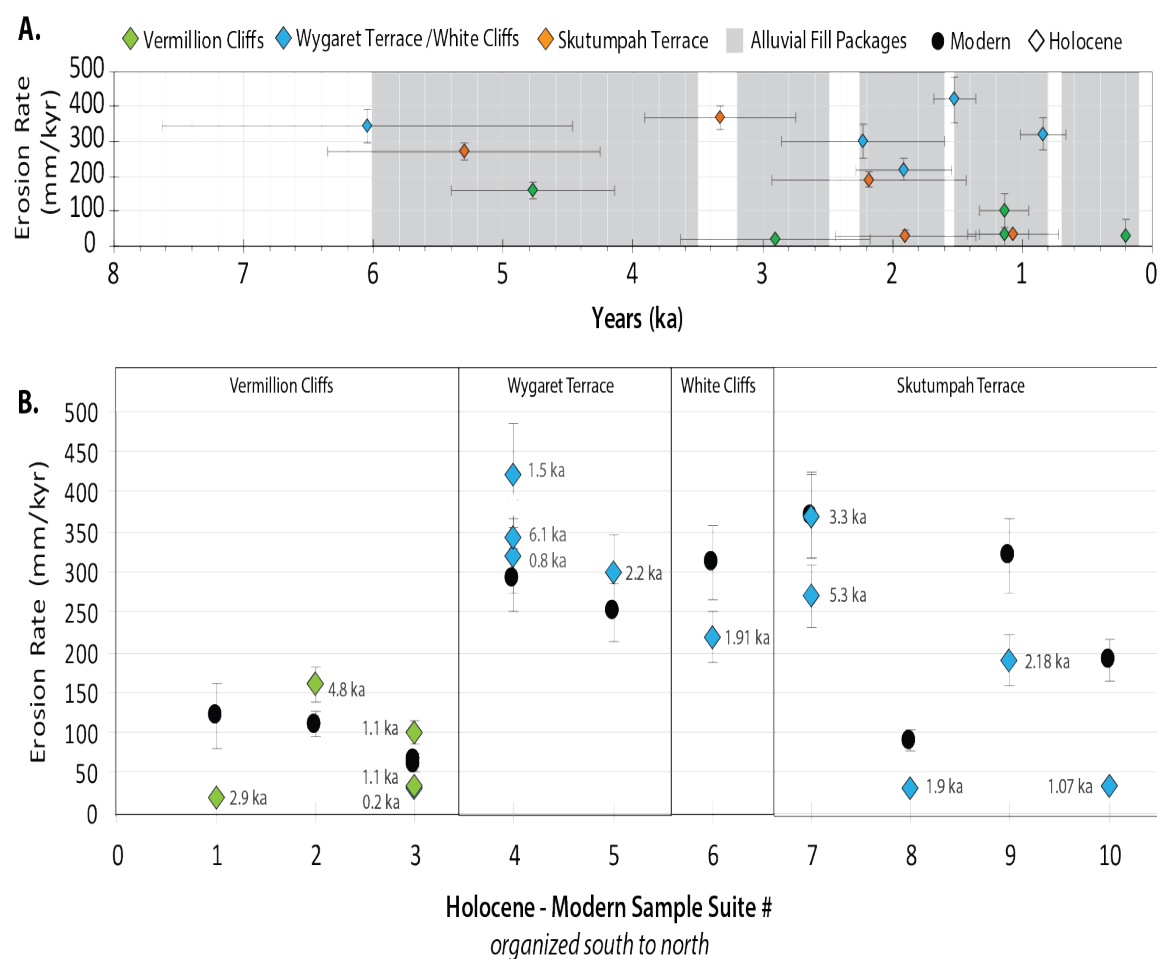 A.
Vermillion Cliffs Wygaret Terrace /White Cliffs Skutumpah Terrace Alluvial Fill Packages Modern Holocene
Erosion Rate
(mm/kyr)
500
400
300
200
100
0
8 7 6 5 4 3 2 1 0
Years (ka)
B.
Vermillion Cliffs Wygaret Terrace White Cliffs Skutumpah Terrace
Erosion Rate (mm/kyr)
500
450
400
350
300
250
200
150
100
50
0
2.9 ka
4.8 ka
1.1 ka
1.1 ka
0.2 ka
1.5 ka
6.1 ka
0.8 ka
2.2 ka
1.91 ka
3.3 ka
5.3 ka
1.9 ka
2.18 ka
1.07 ka
0 1 2 3 4 5 6 7 8 9 10
Holocene - Modern Sample Suite #
organized south to north